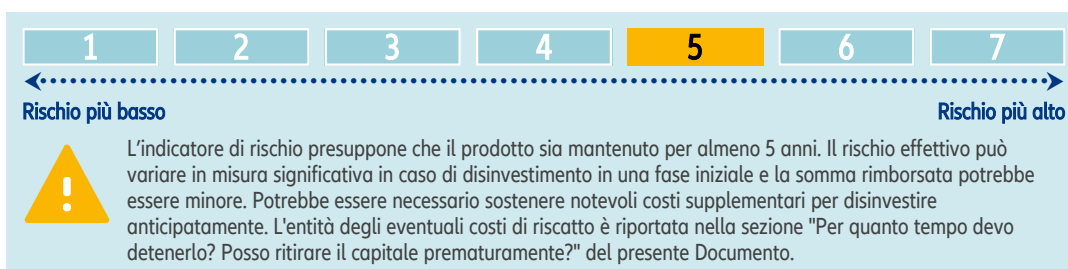 1 2 3 4 5 6 7
Rischio più basso Rischio più alto
L'indicatore di rischio presuppone che il prodotto sia mantenuto per almeno 5 anni. Il rischio effettivo può
variare in misura significativa in caso di disinvestimento in una fase iniziale e la somma rimborsata potrebbe
essere minore. Potrebbe essere necessario sostenere notevoli costi supplementari per disinvestire
anticipatamente. L'entità degli eventuali costi di riscatto è riportata nella sezione "Per quanto tempo devo
detenerlo? Posso ritirare il capitale prematuramente?" del presente Documento.